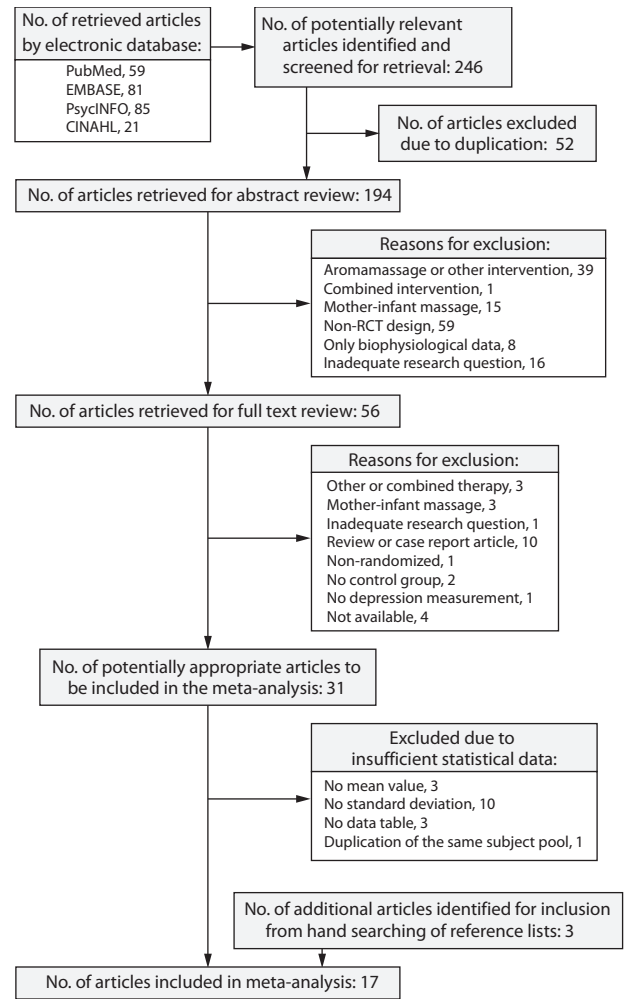 No. of retrieved articles
by electronic database:
PubMed, 59
EMBASE, 81
PsycINFO, 85
CINAHL, 21
No. of potentially relevant
articles identified and
screened for retrieval: 246
No. of articles excluded
due to duplication: 52
No. of articles retrieved for abstract review: 194
Reasons for exclusion:
Aromamassage or other intervention, 39
Combined intervention, 1
Mother-infant massage, 15
Non-RCT design, 59
Only biophysiological data, 8
Inadequate research question, 16
No. of articles retrieved for full text review: 56
Reasons for exclusion:
Other or combined therapy, 3
Mother-infant massage, 3
Inadequate research question, 1
Review or case report article, 10
Non-randomized, 1
No control group, 2
No depression measurement, 1
Not available, 4
No. of potentially appropriate articles to
be included in the meta-analysis: 31
Excluded due to
insufficient statistical data:
No mean value, 3
No standard deviation, 10
No data table, 3
Duplication of the same subject pool, 1
No. of additional articles identified for inclusion
from hand searching of reference lists: 3
No. of articles included in meta-analysis: 17